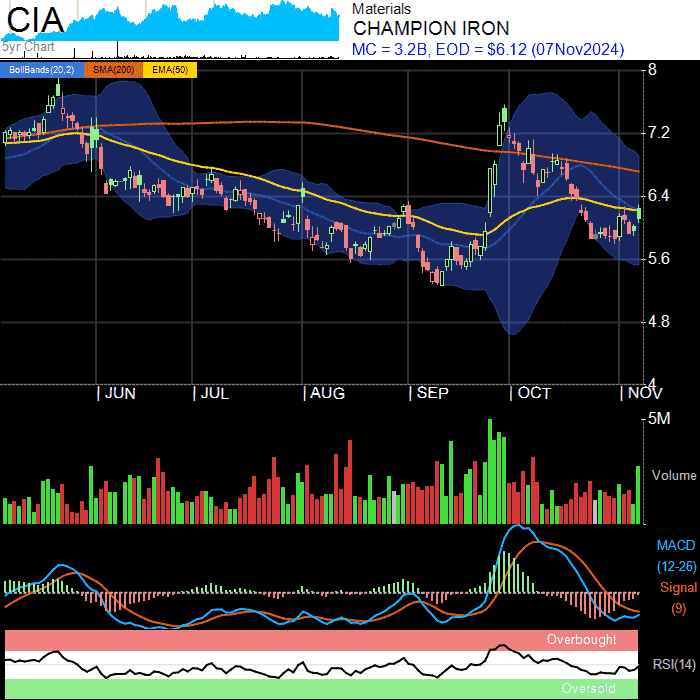 CIA
5yr Chart
Materials
CHAMPION IRON
MC = 3.2B, EOD = $6.12 (07Nov2024)
BollBands(20,2) SMA(200) EMA(50)
8
7.2
6.4
5.6
4.8
4
JUN JUL AUG SEP OCT NOV
5M
Volume
MACD
(12-26)
Signal
(9)
Overbought
RSI(14)
Oversold